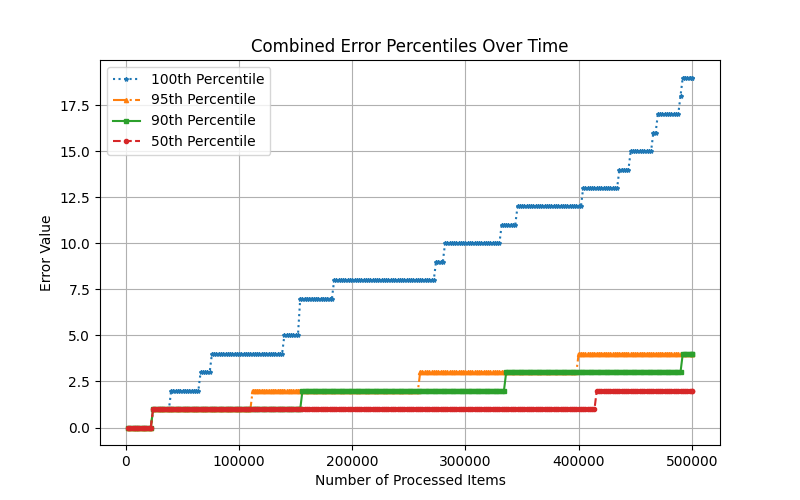 Combined Error Percentiles Over Time
100th Percentile
95th Percentile
90th Percentile
50th Percentile
Error Value
17.5
15.0
12.5
10.0
7.5
5.0
2.5
0.0
0 100000 200000 300000 400000 500000
Number of Processed Items